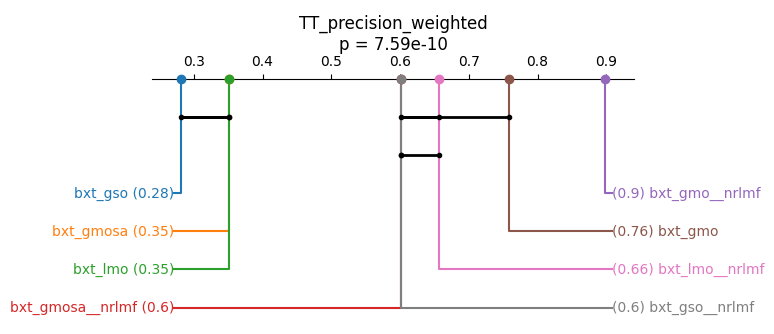 TT_precision_weighted
p = 7.59e-10
0.3 0.4 0.5 0.6 0.7 0.8 0.9
bxt_gso (0.28) (0.9) bxt_gmo__nrlmf
bxt_gmosa (0.35) (0.76) bxt_gmo
bxt_lmo (0.35) (0.66) bxt_lmo__nrlmf
bxt_gmosa__nrlmf (0.6) (0.6) bxt_gso__nrlmf